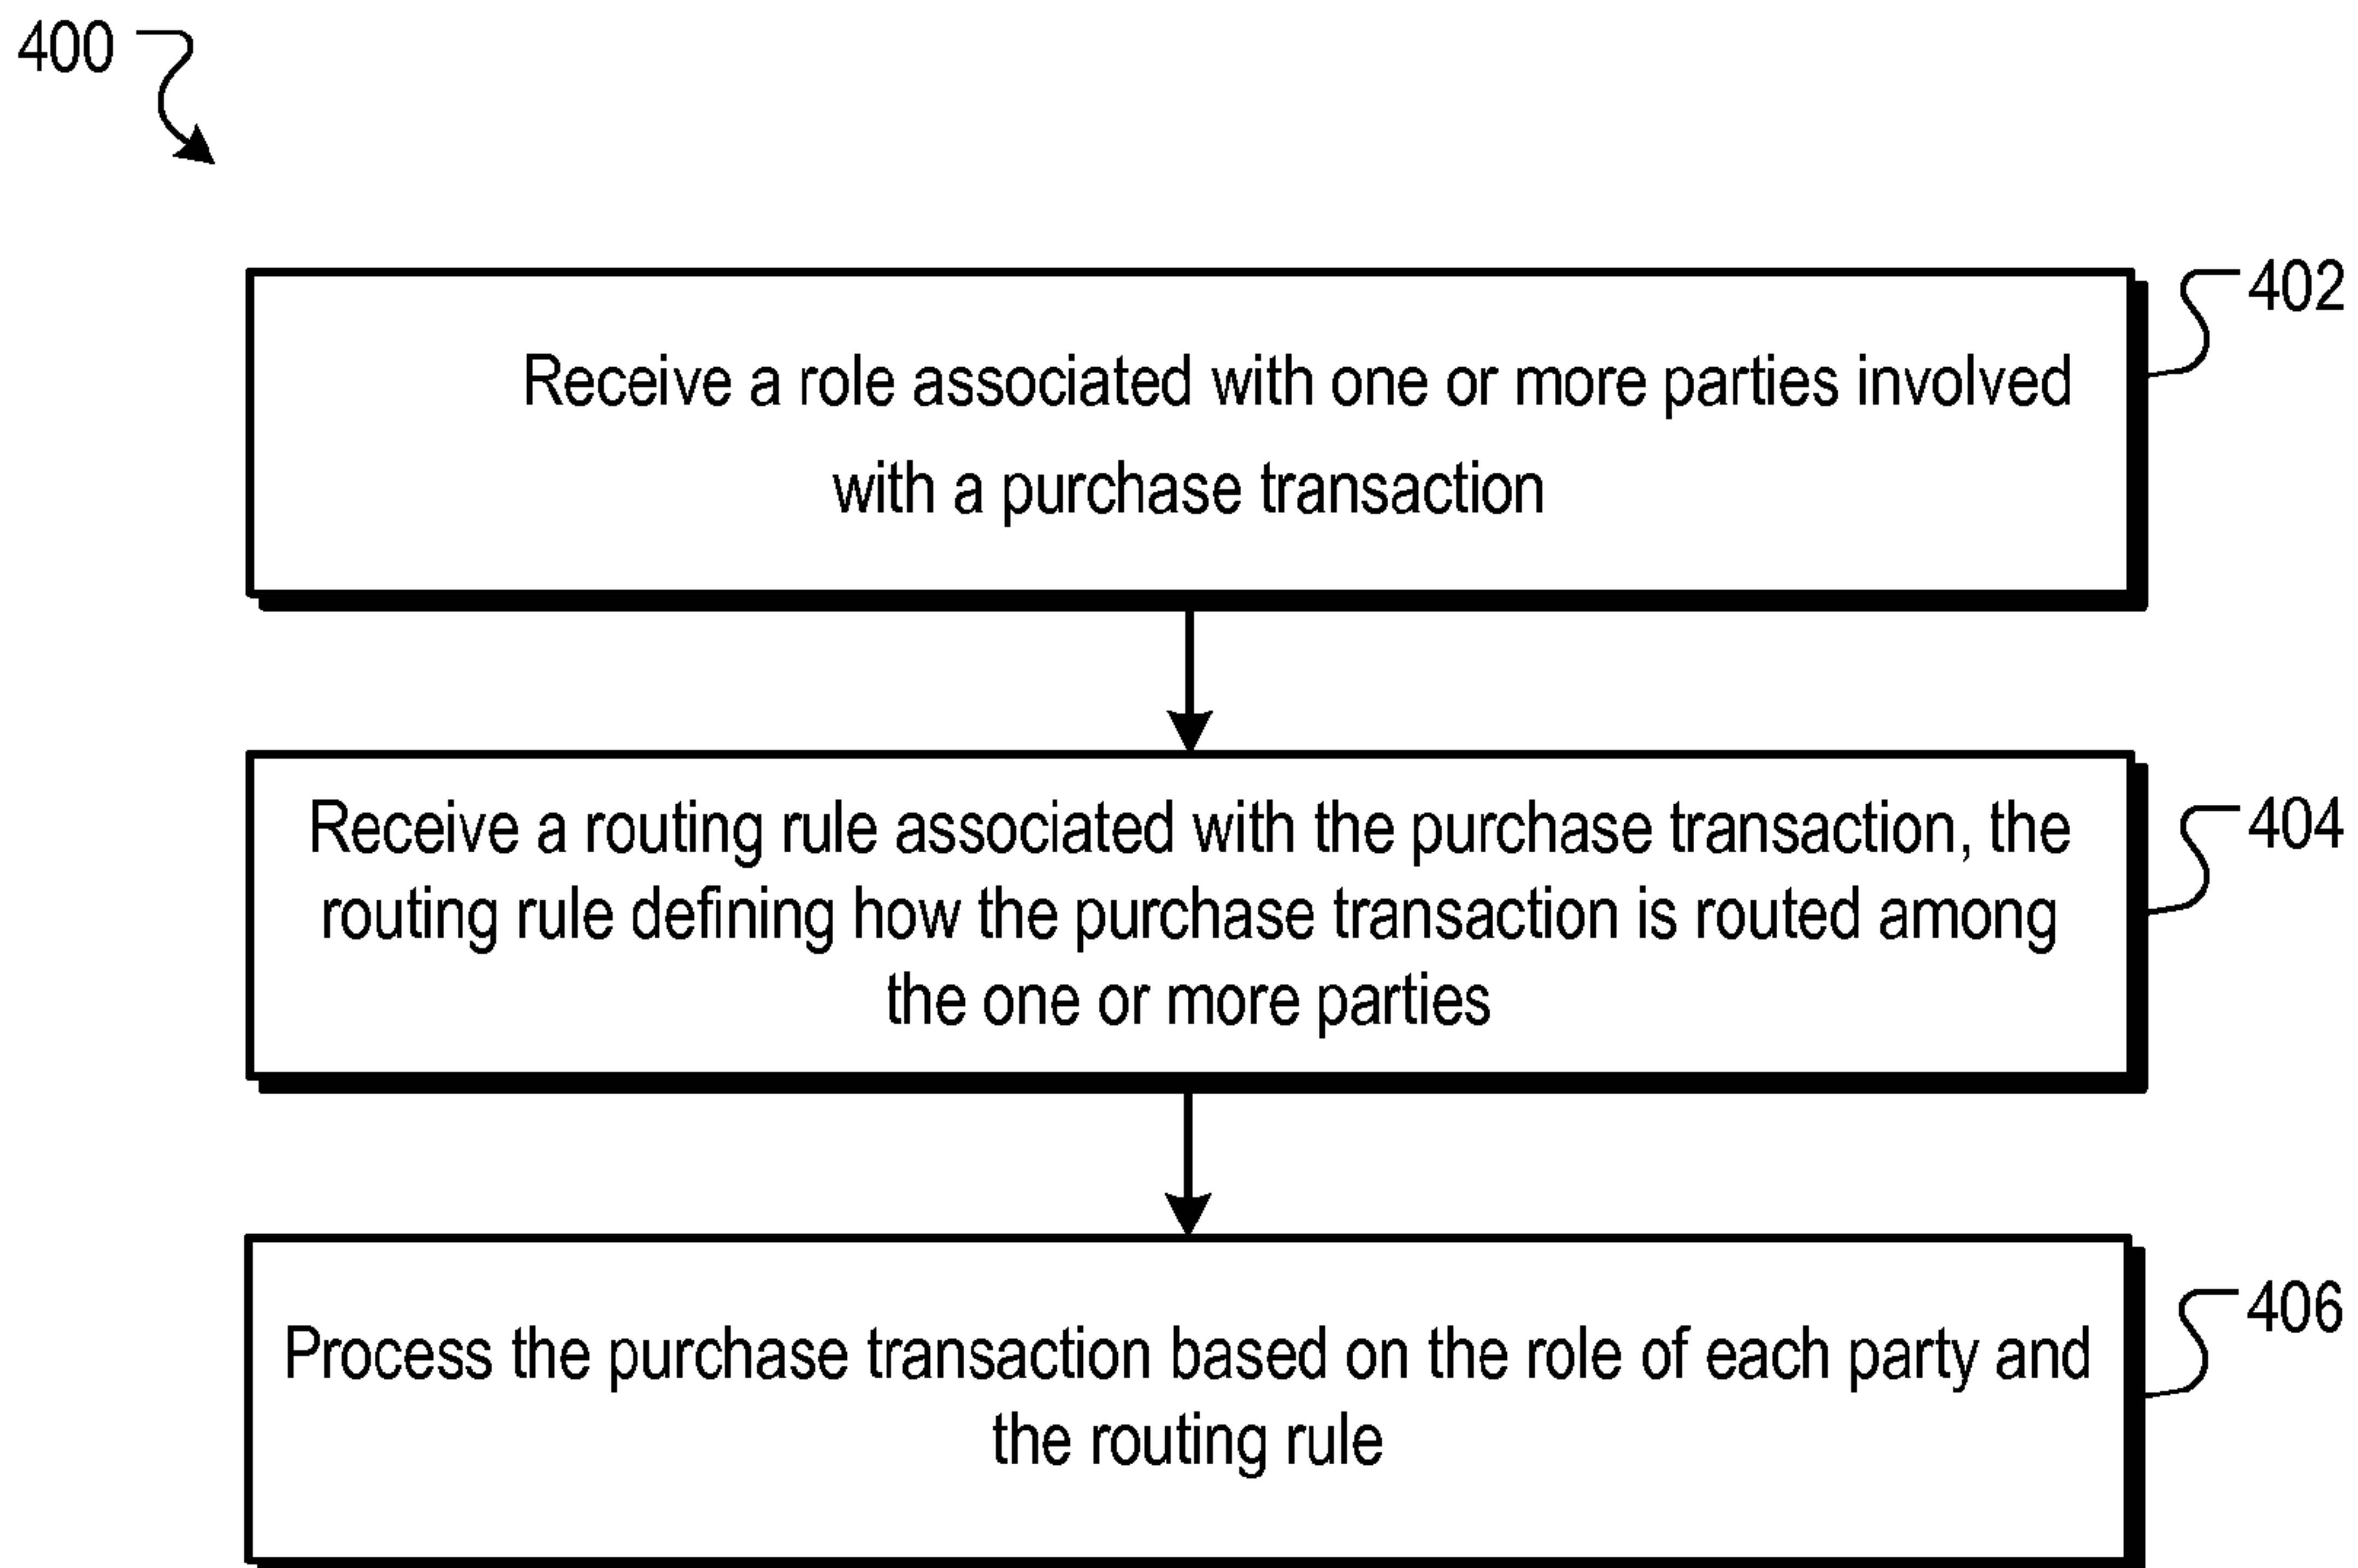 400
402
Receive a role associated with one or more parties involved
with a purchase transaction
404
Receive a routing rule associated with the purchase transaction, the
routing rule defining how the purchase transaction is routed among
the one or more parties
406
Process the purchase transaction based on the role of each party and
the routing rule